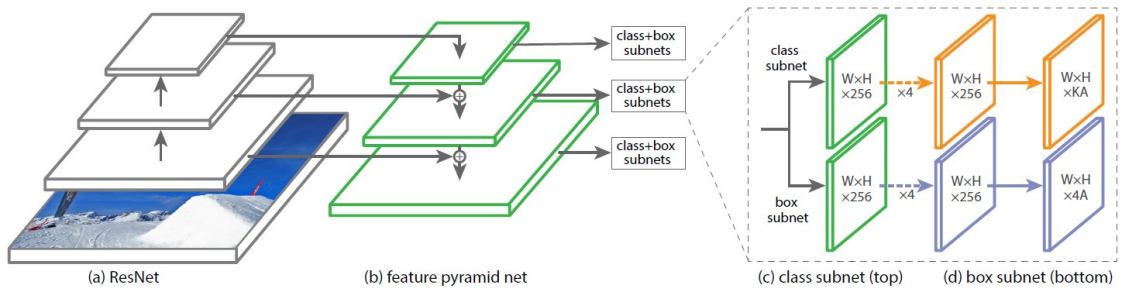 class+box
subnets
class+box
subnets
class+box
subnets
class
subnet
W×H
×256
×4
W×H
×256
W×H
×KA
W×H
×256
×4
W×H
×256
W×H
×4A
box
subnet
(a) ResNet
(b) feature pyramid net
(c) class subnet (top)
(d) box subnet (bottom)